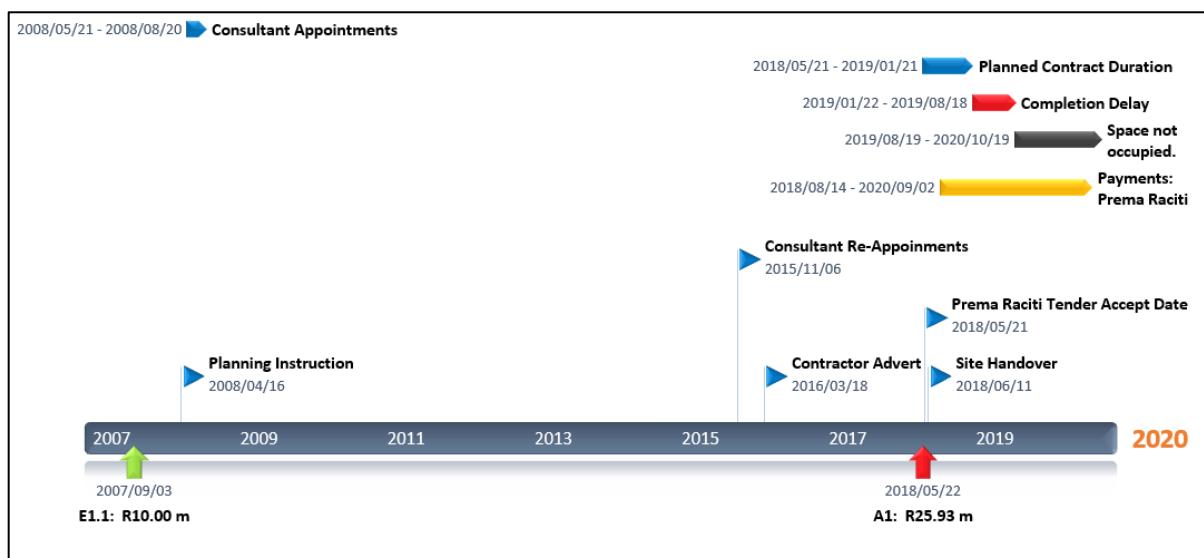 2008/05/21 - 2008/08/20 Consultant Appointments
2018/05/21 - 2019/01/21 Planned Contract Duration
2019/01/22 - 2019/08/18 Completion Delay
2019/08/19 - 2020/10/19 Space not
occupied.
2018/08/14 - 2020/09/02 Payments:
Prema Raciti
Consultant Re-Appoinments
2015/11/06
Prema Raciti Tender Accept Date
2018/05/21
Planning Instruction
2008/04/16
Contractor Advert
2016/03/18
Site Handover
2018/06/11
2007 2009 2011 2013 2015 2017 2019 2020
2007/09/03
E1.1: R10.00 m
2018/05/22
A1: R25.93 m